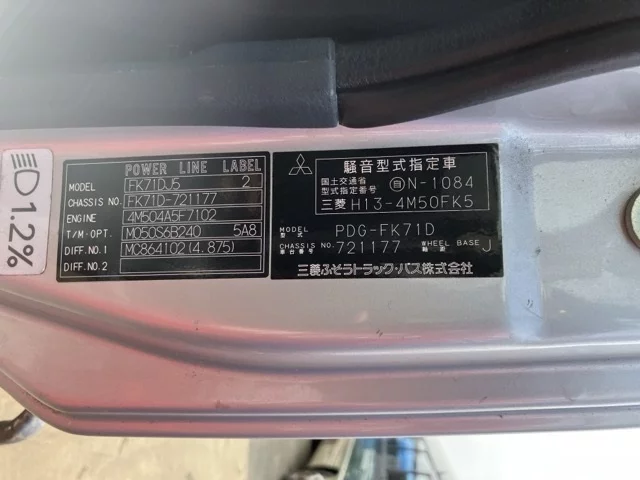 1.2%
POWER LINE LABEL
MODEL FK71DJ5 2
CHASSIS NO. FK71D-721177
ENGINE 4M504A5F7102
T/M·OPT. M050S6B240 5A8
DIFF.NO.1 MC864102(4.875)
DIFF.NO.2
騒音型式指定車
国土交通省
型式指定番号 自N-1084
三菱 H13-4M50FK5
MODEL
型式 PDG-FK71D
CHASSIS NO.
車台番号 721177 WHEEL BASE
軸距 J
三菱ふそうトラック・バス株式会社